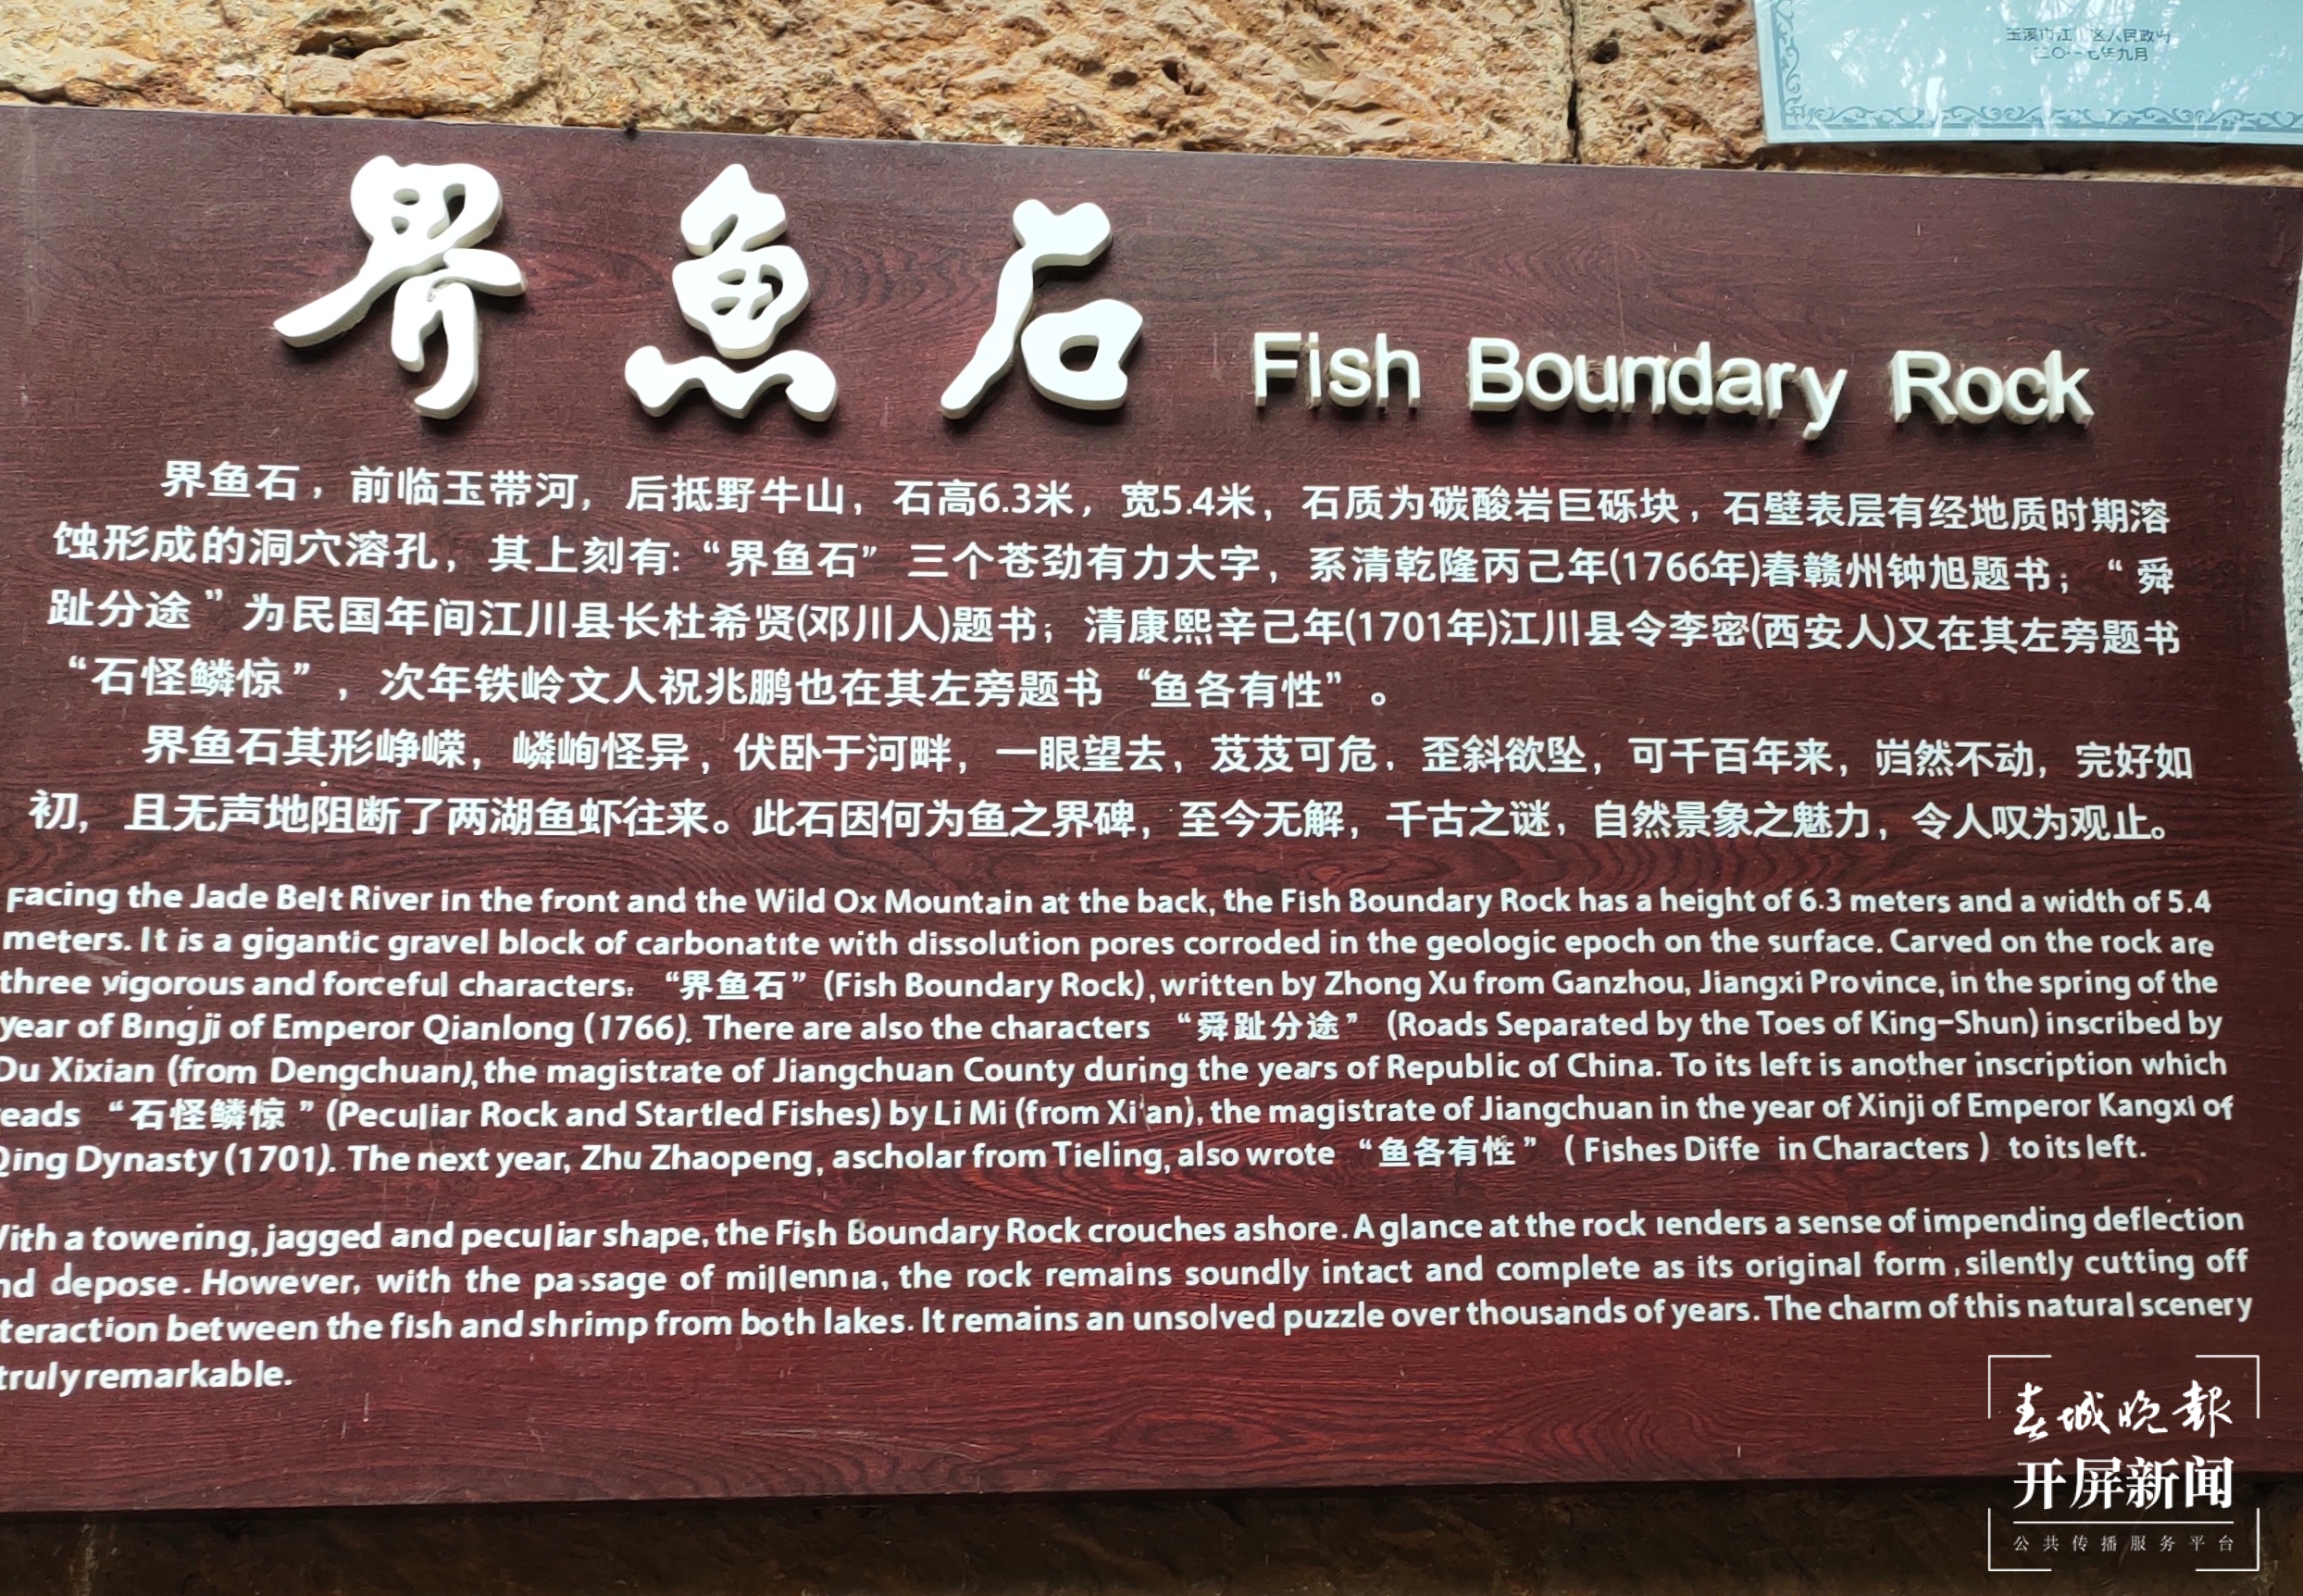 玉溪市江川区人民政府
二〇一七年九月
界鱼石 Fish Boundary Rock
界鱼石，前临玉带河，后抵野牛山，石高6.3米，宽5.4米，石质为碳酸岩巨砾块，石壁表层有经地质时期溶
蚀形成的洞穴溶孔，其上刻有:“界鱼石”三个苍劲有力大字，系清乾隆丙己年(1766年)春赣州钟旭题书；“舜
趾分途”为民国年间江川县长杜希贤(邓川人)题书；清康熙辛己年(1701年)江川县令李密(西安人)又在其左旁题书
“石怪鳞惊”，次年铁岭文人祝兆鹏也在其左旁题书“鱼各有性”。
界鱼石其形峥嵘，嶙峋怪异，伏卧于河畔，一眼望去，芨芨可危，歪斜欲坠，可千百年来，岿然不动，完好如
初，且无声地阻断了两湖鱼虾往来。此石因何为鱼之界碑，至今无解，千古之谜，自然景象之魅力，令人叹为观止。
Facing the Jade Belt River in the front and the Wild Ox Mountain at the back, the Fish Boundary Rock has a height of 6.3 meters and a width of 5.4
meters. It is a gigantic gravel block of carbonatite with dissolution pores corroded in the geologic epoch on the surface. Carved on the rock are
three vigorous and forceful characters: “界鱼石” (Fish Boundary Rock), written by Zhong Xu from Ganzhou, Jiangxi Province, in the spring of the
year of Bingji of Emperor Qianlong (1766). There are also the characters “舜趾分途” (Roads Separated by the Toes of King-Shun) inscribed by
Du Xixian (from Dengchuan), the magistrate of Jiangchuan County during the years of Republic of China. To its left is another inscription which
eads “石怪鳞惊” (Peculiar Rock and Startled Fishes) by Li Mi (from Xi'an), the magistrate of Jiangchuan in the year of Xinji of Emperor Kangxi of
Qing Dynasty (1701). The next year, Zhu Zhaopeng, ascholar from Tieling, also wrote “鱼各有性” (Fishes Diffe in Characters) to its left.
ith a towering, jagged and peculiar shape, the Fish Boundary Rock crouches ashore. A glance at the rock renders a sense of impending deflection
nd depose. However, with the passage of millennia, the rock remains soundly intact and complete as its original form, silently cutting off
teraction between the fish and shrimp from both lakes. It remains an unsolved puzzle over thousands of years. The charm of this natural scenery
truly remarkable.
春城晚報
开屏新闻
公共传播服务平台